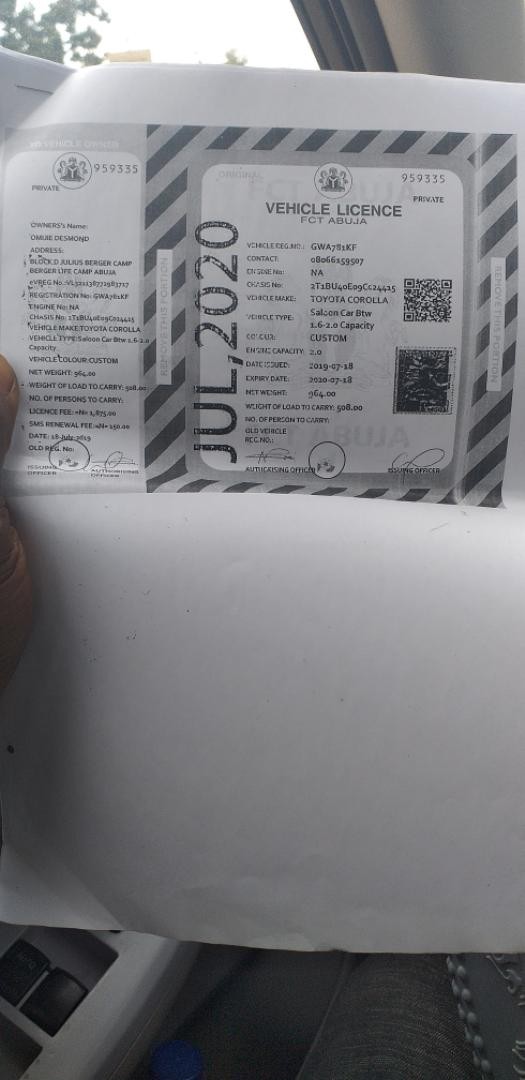 VEHICLE OWNER
959335
PRIVATE
OWNERS's Name:
OMUIE DESMOND
ADDRESS:
BLOCK D JULIUS BERGER CAMP
BERGER LIFE CAMP ABUJA
REGISTRATION No: GWA781KF
ENGINE No: NA
CHASIS No: 2T1BU40E09C024415
VEHICLE MAKE:TOYOTA COROLLA
VEHICLE TYPE:Saloon Car Btw 1.6-2.0
Capacity
VEHICLE COLOUR:CUSTOM
NET WEIGHT: 964.00
WEIGHT OF LOAD TO CARRY: 508.00
NO. OF PERSONS TO CARRY:
LICENCE FEE: =N= 1,875.00
SMS RENEWAL FEE: =N= 150.00
DATE: 18-July-2019
OLD REG. No:
ISSUING OFFICER
AUTHORISING OFFICER
REMOVE THIS PORTION
JUL, 2020
ORIGINAL
959335
PRIVATE
VEHICLE LICENCE
FCT ABUJA
VEHICLE REG.NO.: GWA781KF
CONTACT: 08066159507
ENGINE No: NA
CHASIS No: 2T1BU40E09C024415
VEHICLE MAKE: TOYOTA COROLLA
VEHICLE TYPE: Saloon Car Btw
1.6-2.0 Capacity
COLOUR: CUSTOM
ENGINE CAPACITY: 2.0
DATE ISSUED: 2019-07-18
EXPIRY DATE: 2020-07-18
NET WEIGHT: 964.00
WEIGHT OF LOAD TO CARRY: 508.00
NO. OF PERSON TO CARRY:
OLD VEHICLE
REG.NO.:
AUTHORISING OFFICER
ISSUING OFFICER
REMOVE THIS PORTION